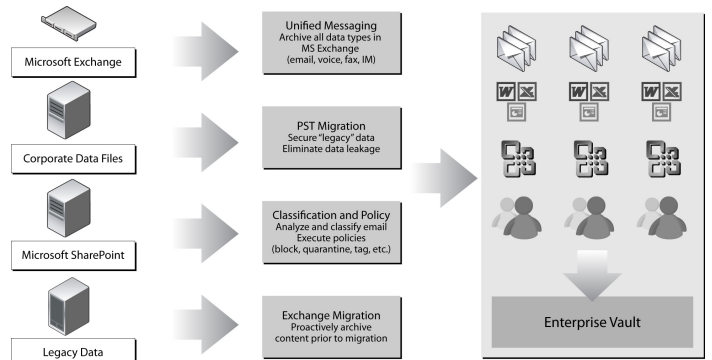 Microsoft Exchange
Unified Messaging
Archive all data types in
MS Exchange
(email, voice, fax, IM)
Corporate Data Files
PST Migration
Secure "legacy" data
Eliminate data leakage
Microsoft SharePoint
Classification and Policy
Analyze and classify email
Execute policies
(block, quarantine, tag, etc.)
Legacy Data
Exchange Migration
Proactively archive
content prior to migration
W X
W X
W X
Enterprise Vault